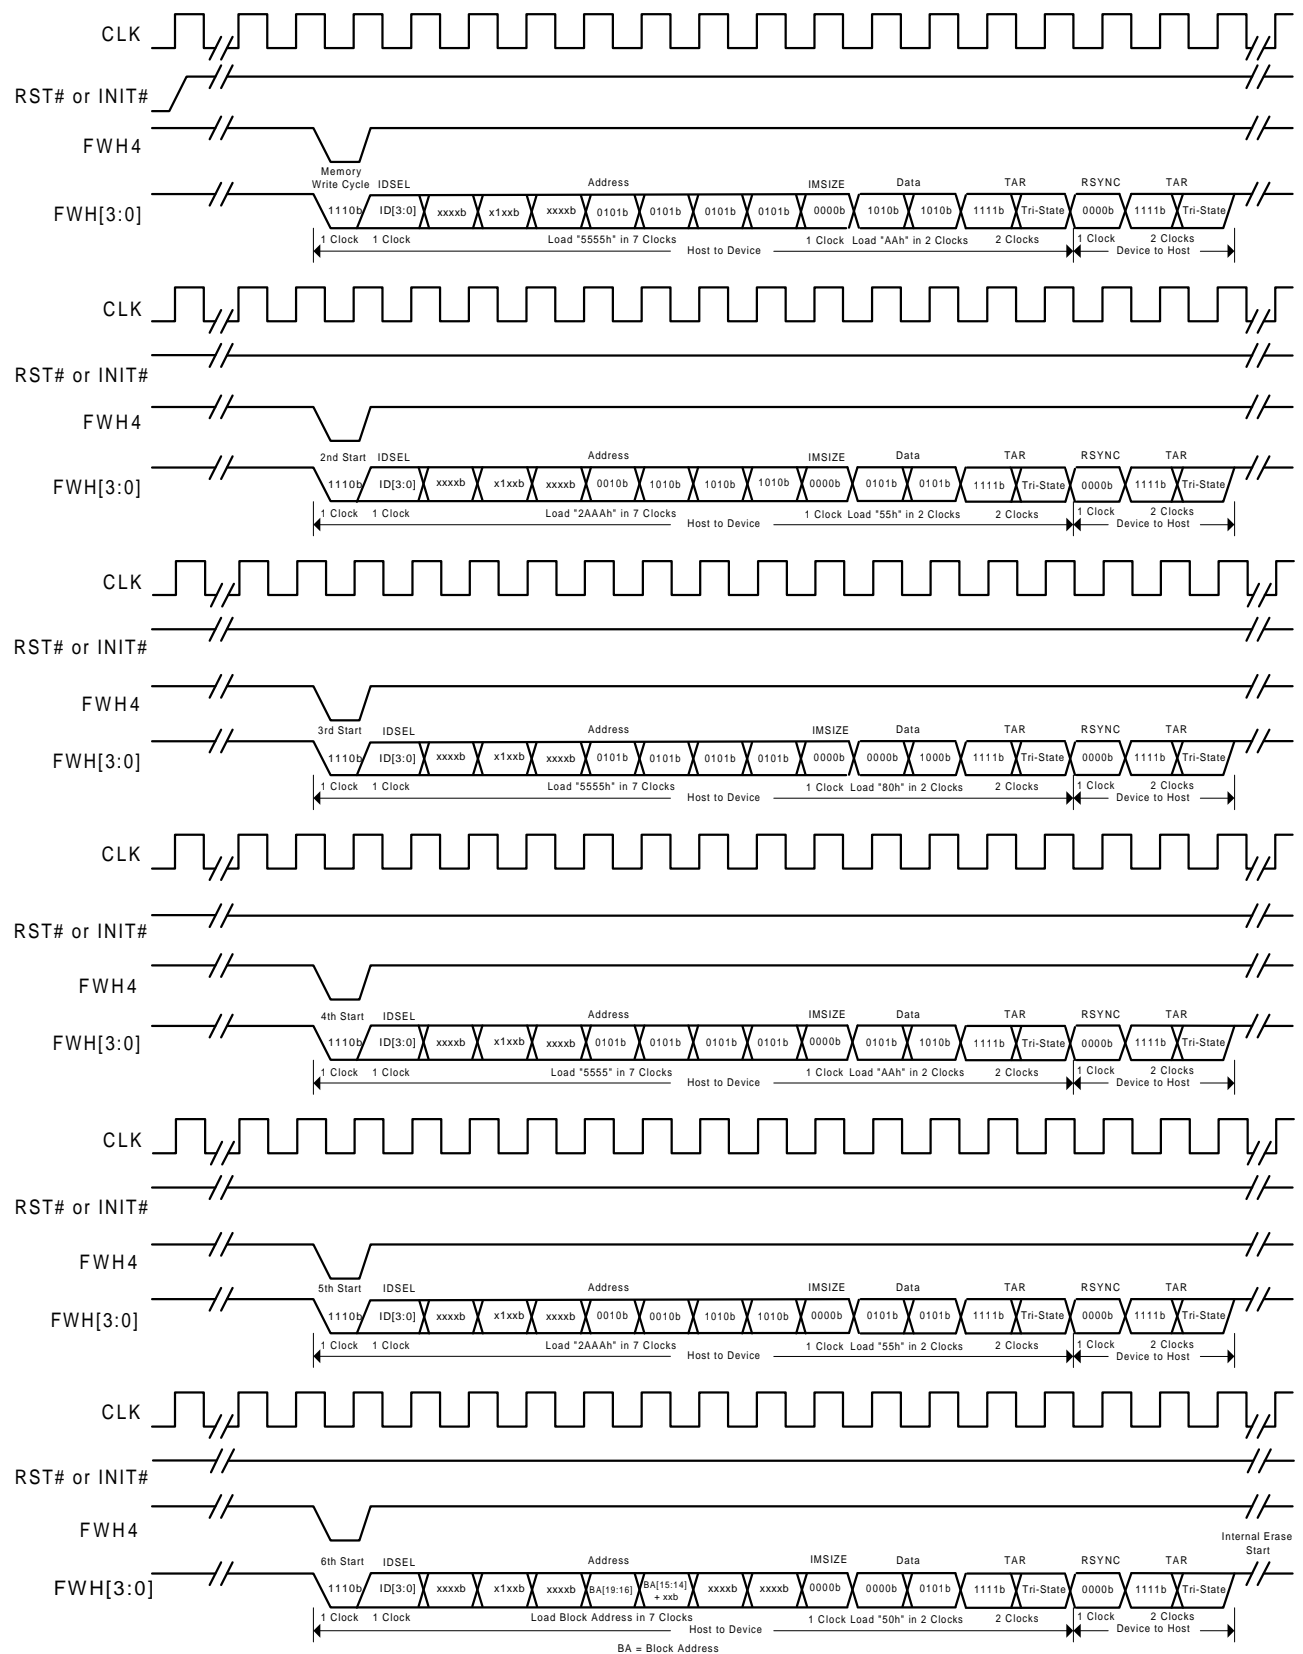 CLK
RST# or INIT#
FWH4
Memory
Write Cycle IDSEL Address IMSIZE Data TAR RSYNC TAR
FWH[3:0] 1110b ID[3:0] xxxxb x1xxb xxxxb 0101b 0101b 0101b 0101b 0000b 1010b 1010b 1111b Tri-State 0000b 1111b Tri-State
1 Clock 1 Clock Load "5555h" in 7 Clocks 1 Clock Load "AAh" in 2 Clocks 2 Clocks 1 Clock 2 Clocks
Host to Device Device to Host
CLK
RST# or INIT#
FWH4
2nd Start IDSEL Address IMSIZE Data TAR RSYNC TAR
FWH[3:0] 1110b ID[3:0] xxxxb x1xxb xxxxb 0010b 1010b 1010b 1010b 0000b 0101b 0101b 1111b Tri-State 0000b 1111b Tri-State
1 Clock 1 Clock Load "2AAAh" in 7 Clocks 1 Clock Load "55h" in 2 Clocks 2 Clocks 1 Clock 2 Clocks
Host to Device Device to Host
CLK
RST# or INIT#
FWH4
3rd Start IDSEL Address IMSIZE Data TAR RSYNC TAR
FWH[3:0] 1110b ID[3:0] xxxxb x1xxb xxxxb 0101b 0101b 0101b 0101b 0000b 0000b 1000b 1111b Tri-State 0000b 1111b Tri-State
1 Clock 1 Clock Load "5555h" in 7 Clocks 1 Clock Load "80h" in 2 Clocks 2 Clocks 1 Clock 2 Clocks
Host to Device Device to Host
CLK
RST# or INIT#
FWH4
4th Start IDSEL Address IMSIZE Data TAR RSYNC TAR
FWH[3:0] 1110b ID[3:0] xxxxb x1xxb xxxxb 0101b 0101b 0101b 0101b 0000b 0101b 1010b 1111b Tri-State 0000b 1111b Tri-State
1 Clock 1 Clock Load "5555" in 7 Clocks 1 Clock Load "AAh" in 2 Clocks 2 Clocks 1 Clock 2 Clocks
Host to Device Device to Host
CLK
RST# or INIT#
FWH4
5th Start IDSEL Address IMSIZE Data TAR RSYNC TAR
FWH[3:0] 1110b ID[3:0] xxxxb x1xxb xxxxb 0010b 0010b 1010b 1010b 0000b 0101b 0101b 1111b Tri-State 0000b 1111b Tri-State
1 Clock 1 Clock Load "2AAAh" in 7 Clocks 1 Clock Load "55h" in 2 Clocks 2 Clocks 1 Clock 2 Clocks
Host to Device Device to Host
CLK
RST# or INIT#
FWH4
Internal Erase
Start
6th Start IDSEL Address IMSIZE Data TAR RSYNC TAR
FWH[3:0] 1110b ID[3:0] xxxxb x1xxb xxxxb BA[19:16] BA[15:14] + xxb xxxxb xxxxb 0000b 0000b 0101b 1111b Tri-State 0000b 1111b Tri-State
1 Clock 1 Clock Load Block Address in 7 Clocks 1 Clock Load "50h" in 2 Clocks 2 Clocks 1 Clock 2 Clocks
Host to Device Device to Host
BA = Block Address